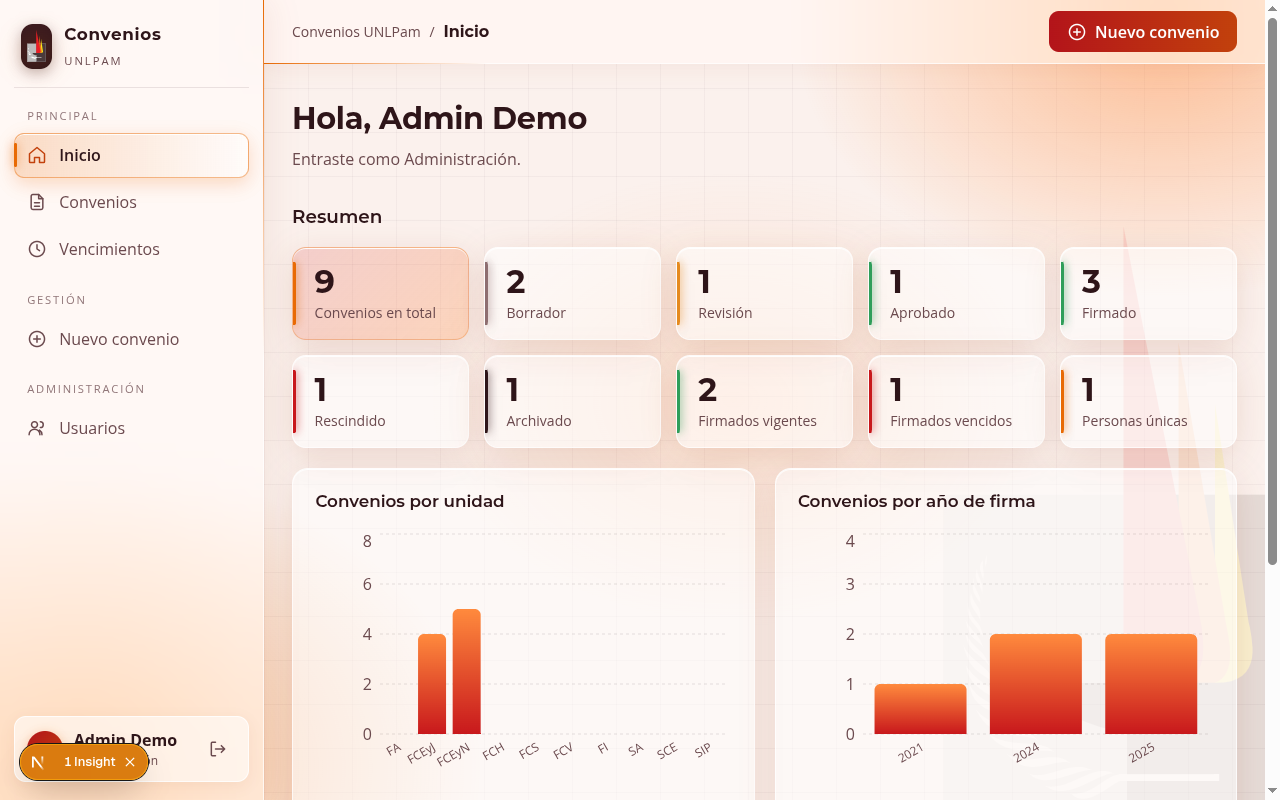 Convenios
UNLPAM
PRINCIPAL
Inicio
Convenios
Vencimientos
GESTIÓN
Nuevo convenio
ADMINISTRACIÓN
Usuarios
Admin Demo
1 Insight
Convenios UNLPam / Inicio
Nuevo convenio
Hola, Admin Demo
Entraste como Administración.
Resumen
9
Convenios en total
2
Borrador
1
Revisión
1
Aprobado
3
Firmado
1
Rescindido
1
Archivado
2
Firmados vigentes
1
Firmados vencidos
1
Personas únicas
Convenios por unidad
8
6
4
2
0
FA FCEyJ FCEyN FCH FCS FCV FI SA SCE SIP
Convenios por año de firma
4
3
2
1
0
2021 2024 2025